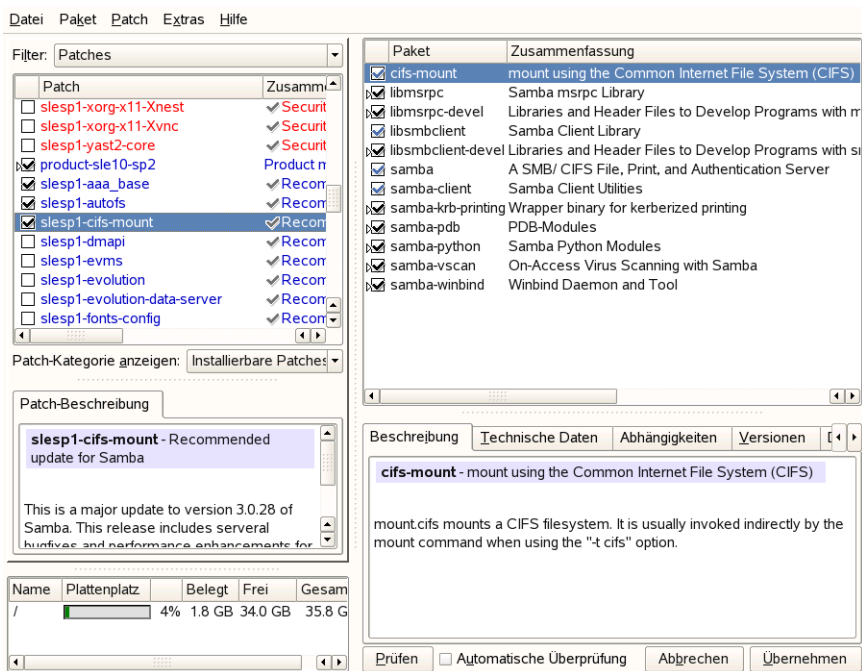 Datei Paket Patch Extras Hilfe
Filter: Patches
Patch Zusamme
slesp1-xorg-x11-Xnest Securit
slesp1-xorg-x11-Xvnc Securit
slesp1-yast2-core Securit
product-sle10-sp2 Product m
slesp1-aaa_base Recom
slesp1-autofs Recom
slesp1-cifs-mount Recom
slesp1-dmapi Recom
slesp1-evms Recom
slesp1-evolution Recom
slesp1-evolution-data-server Recom
slesp1-fonts-config Recom
Patch-Kategorie anzeigen: Installierbare Patches
Patch-Beschreibung
slesp1-cifs-mount - Recommended
update for Samba
This is a major update to version 3.0.28 of
Samba. This release includes serveral
bugfixes and performance enhancements for
Name Plattenplatz Belegt Frei Gesam
/ 4% 1.8 GB 34.0 GB 35.8 G
Paket Zusammenfassung
cifs-mount mount using the Common Internet File System (CIFS)
libmsrpc Samba msrpc Library
libmsrpc-devel Libraries and Header Files to Develop Programs with m
libsmbclient Samba Client Library
libsmbclient-devel Libraries and Header Files to Develop Programs with s
samba A SMB/ CIFS File, Print, and Authentication Server
samba-client Samba Client Utilities
samba-krb-printing Wrapper binary for kerberized printing
samba-pdb PDB-Modules
samba-python Samba Python Modules
samba-vscan On-Access Virus Scanning with Samba
samba-winbind Winbind Daemon and Tool
Beschreibung Technische Daten Abhängigkeiten Versionen
cifs-mount - mount using the Common Internet File System (CIFS)
mount.cifs mounts a CIFS filesystem. It is usually invoked indirectly by the
mount command when using the "-t cifs" option.
Prüfen Automatische Überprüfung Abbrechen Übernehmen